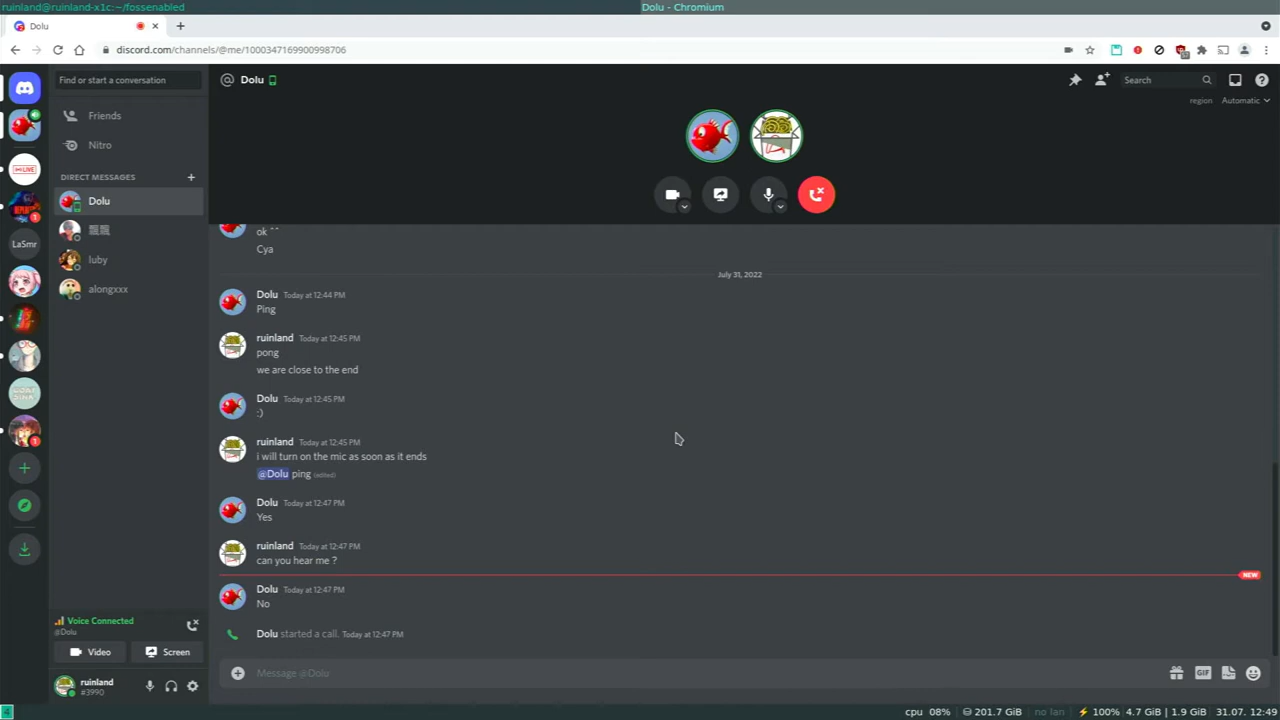 ruinland@ruinland-x1c:~/fossenabled
Dolu - Chromium
Dolu
discord.com/channels/@me/1000347169900998706
Find or start a conversation
Dolu
Search
region
Automatic
Friends
Nitro
DIRECT MESSAGES
Dolu
luby
alongxxx
LIVE
1
LaSmr
1
ok ^^
Cya
July 31, 2022
Dolu Today at 12:44 PM
Ping
ruinland Today at 12:45 PM
pong
we are close to the end
Dolu Today at 12:45 PM
:)
ruinland Today at 12:45 PM
i will turn on the mic as soon as it ends
@Dolu ping (edited)
Dolu Today at 12:47 PM
Yes
ruinland Today at 12:47 PM
can you hear me ?
NEW
Dolu Today at 12:47 PM
No
Dolu started a call. Today at 12:47 PM
Message @Dolu
GIF
Voice Connected
@Dolu
Video
Screen
ruinland
#3990
4
cpu 08%
201.7 GiB
no lan
100%
4.7 GiB | 1.9 GiB
31.07. 12:49